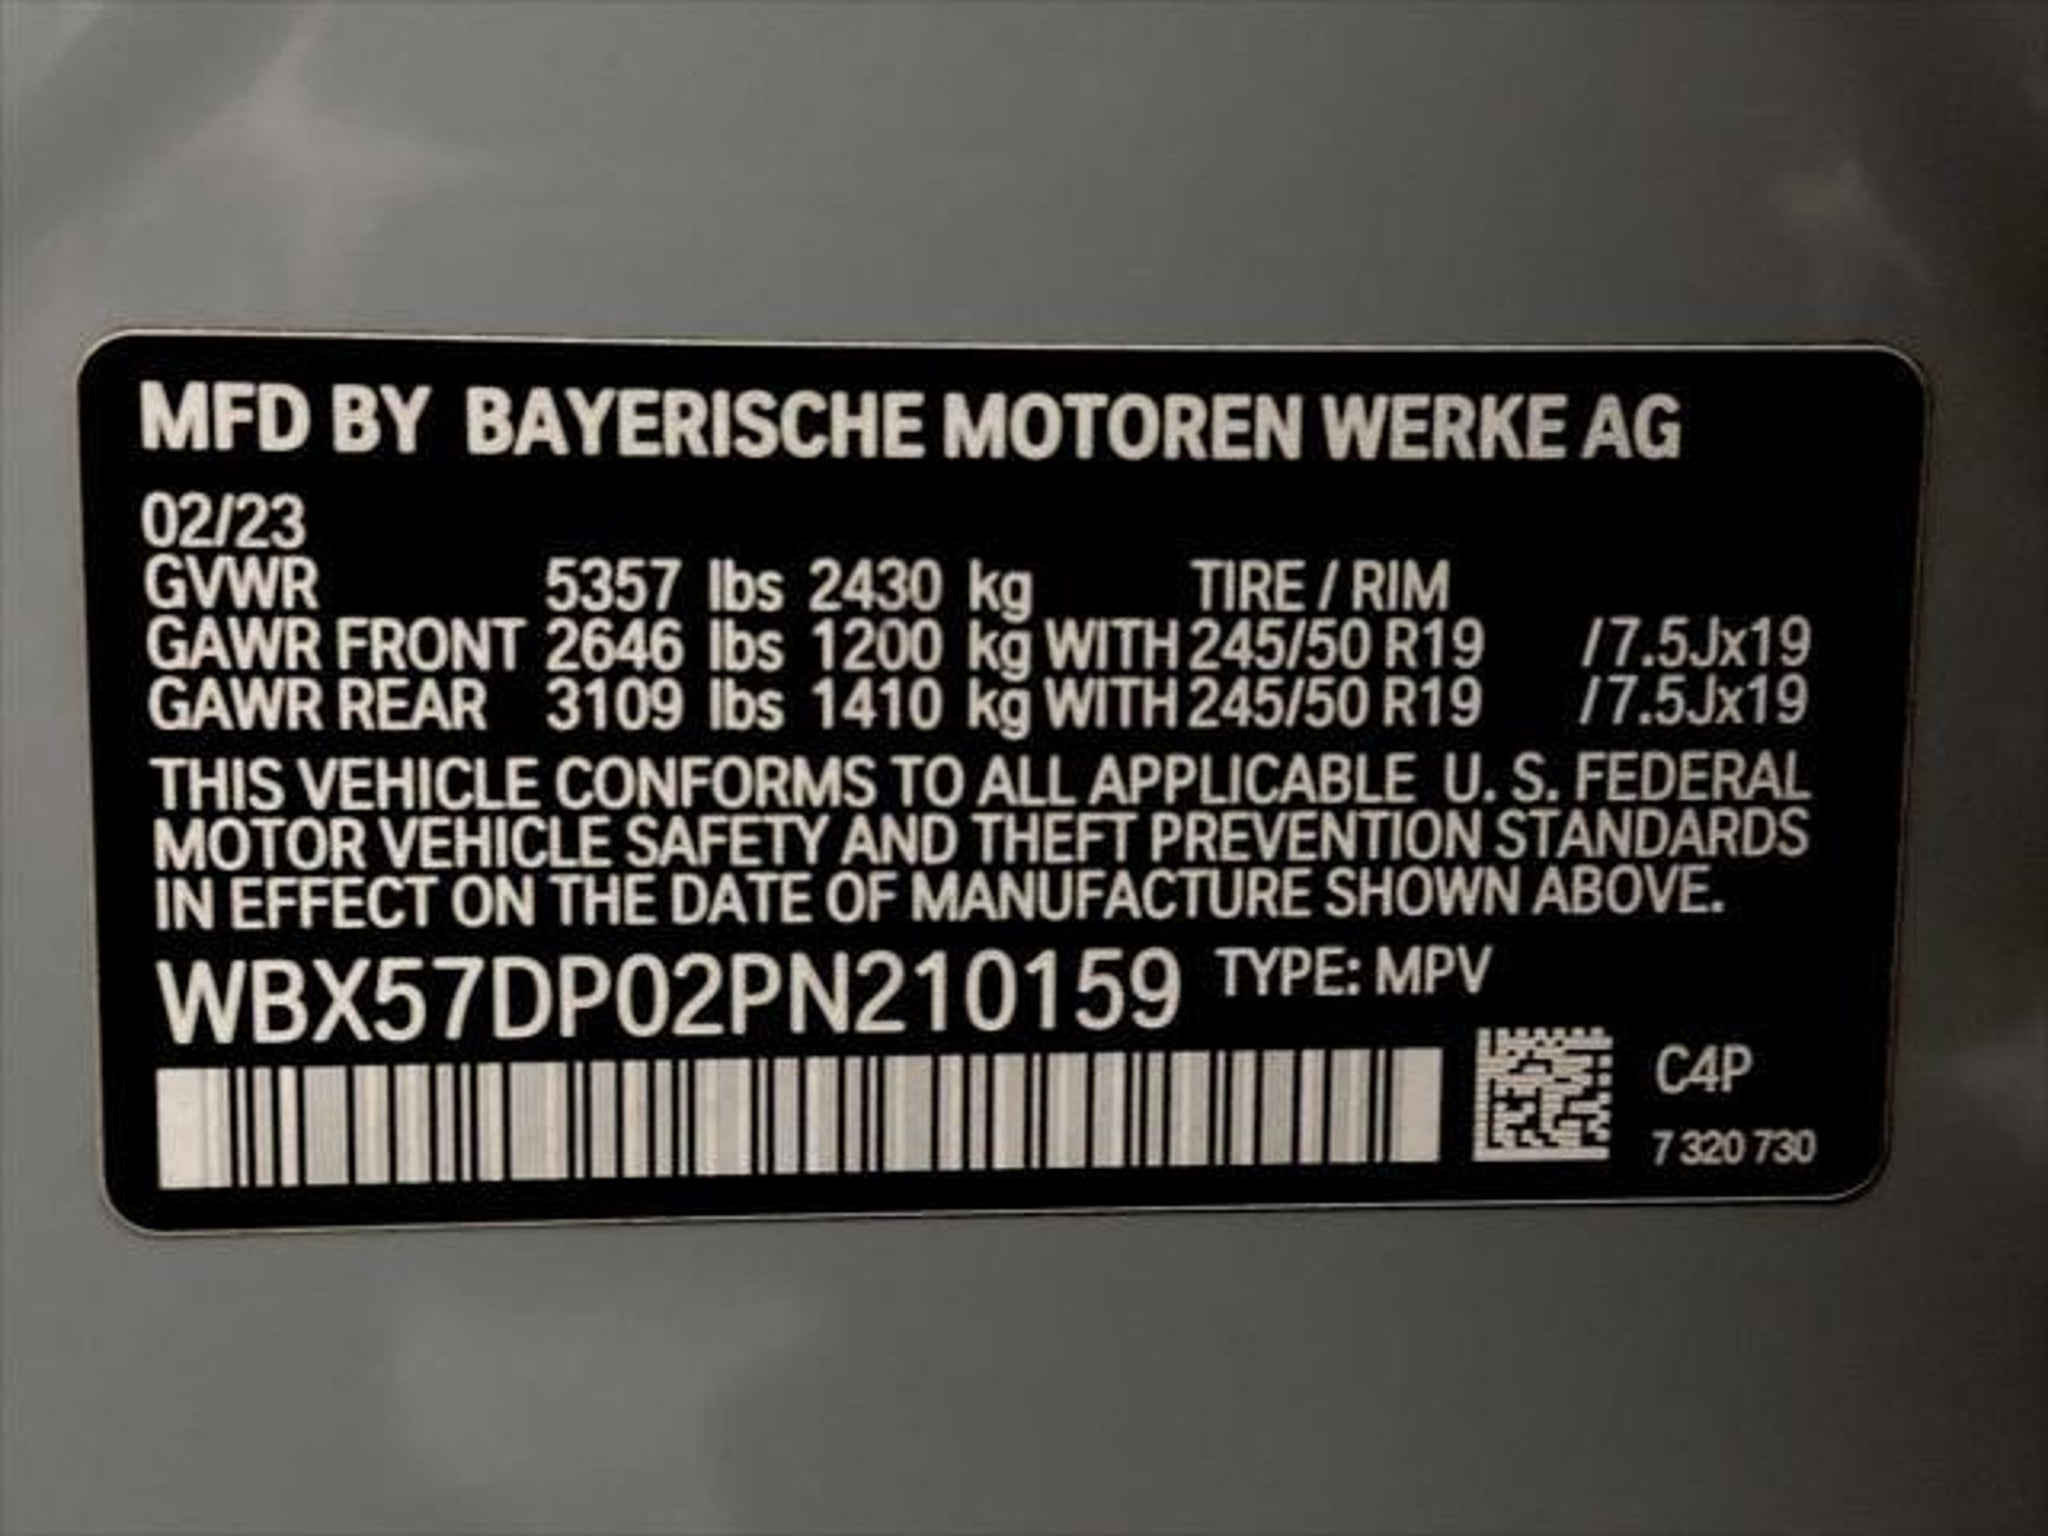 MFD BY BAYERISCHE MOTOREN WERKE AG
02/23
GVWR 5357 lbs 2430 kg TIRE / RIM
GAWR FRONT 2646 lbs 1200 kg WITH 245/50 R19 /7.5Jx19
GAWR REAR 3109 lbs 1410 kg WITH 245/50 R19 /7.5Jx19
THIS VEHICLE CONFORMS TO ALL APPLICABLE U. S. FEDERAL
MOTOR VEHICLE SAFETY AND THEFT PREVENTION STANDARDS
IN EFFECT ON THE DATE OF MANUFACTURE SHOWN ABOVE.
WBX57DP02PN210159 TYPE: MPV
C4P
7 320 730